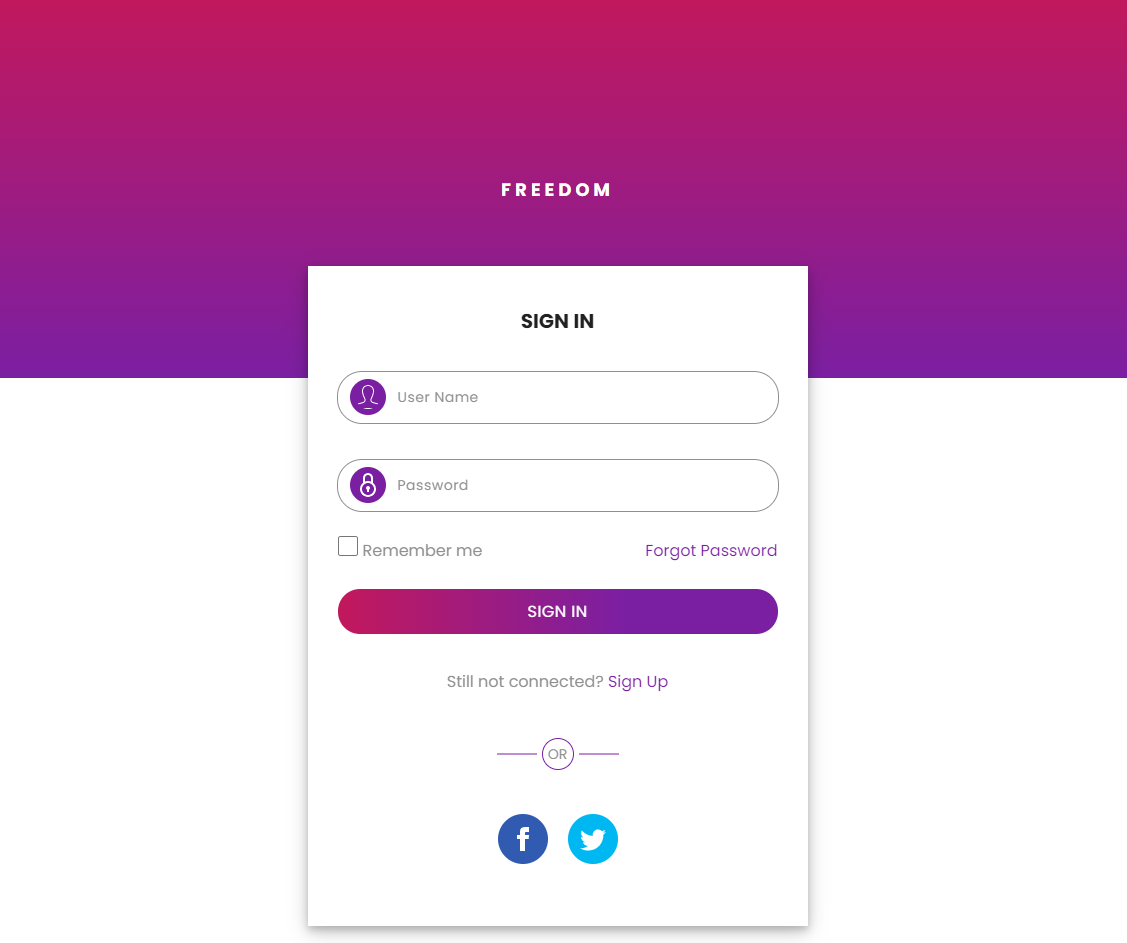 FREEDOM
SIGN IN
User Name
Password
Remember me Forgot Password
SIGN IN
Still not connected? Sign Up
OR